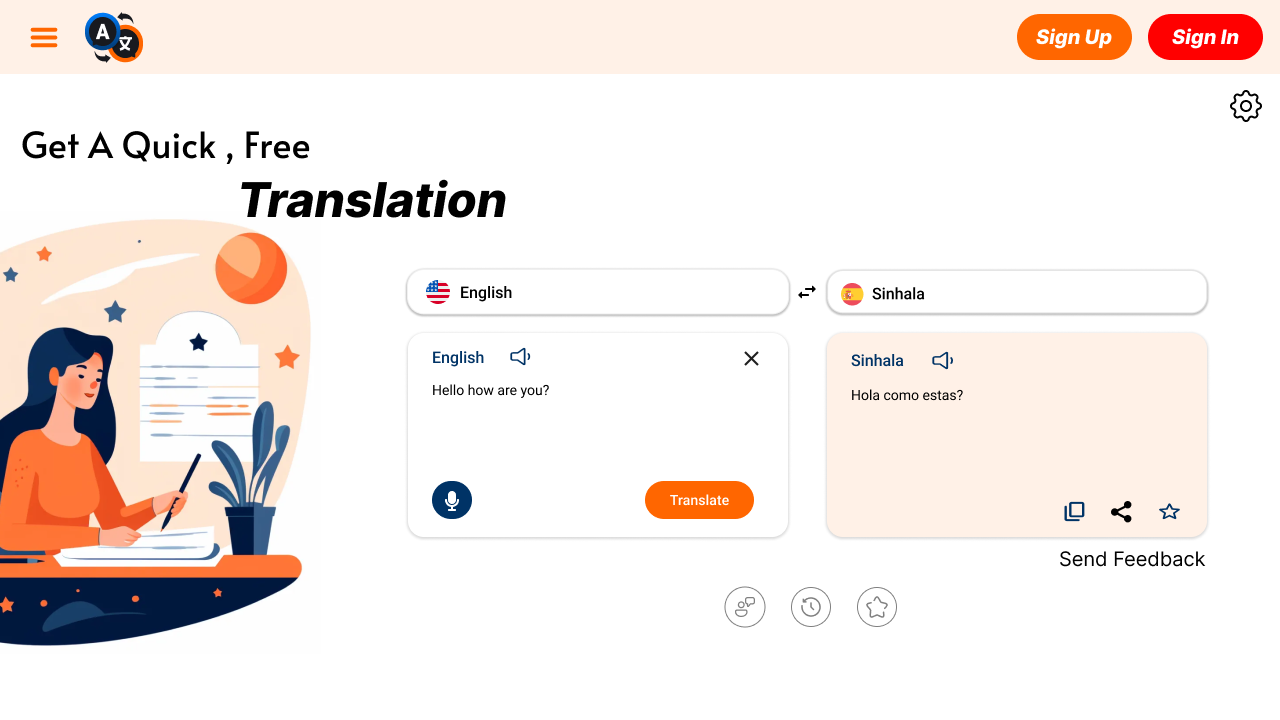 A 文
Sign Up
Sign In
Get A Quick , Free
Translation
English
Sinhala
English
Hello how are you?
Translate
Sinhala
Hola como estas?
Send Feedback